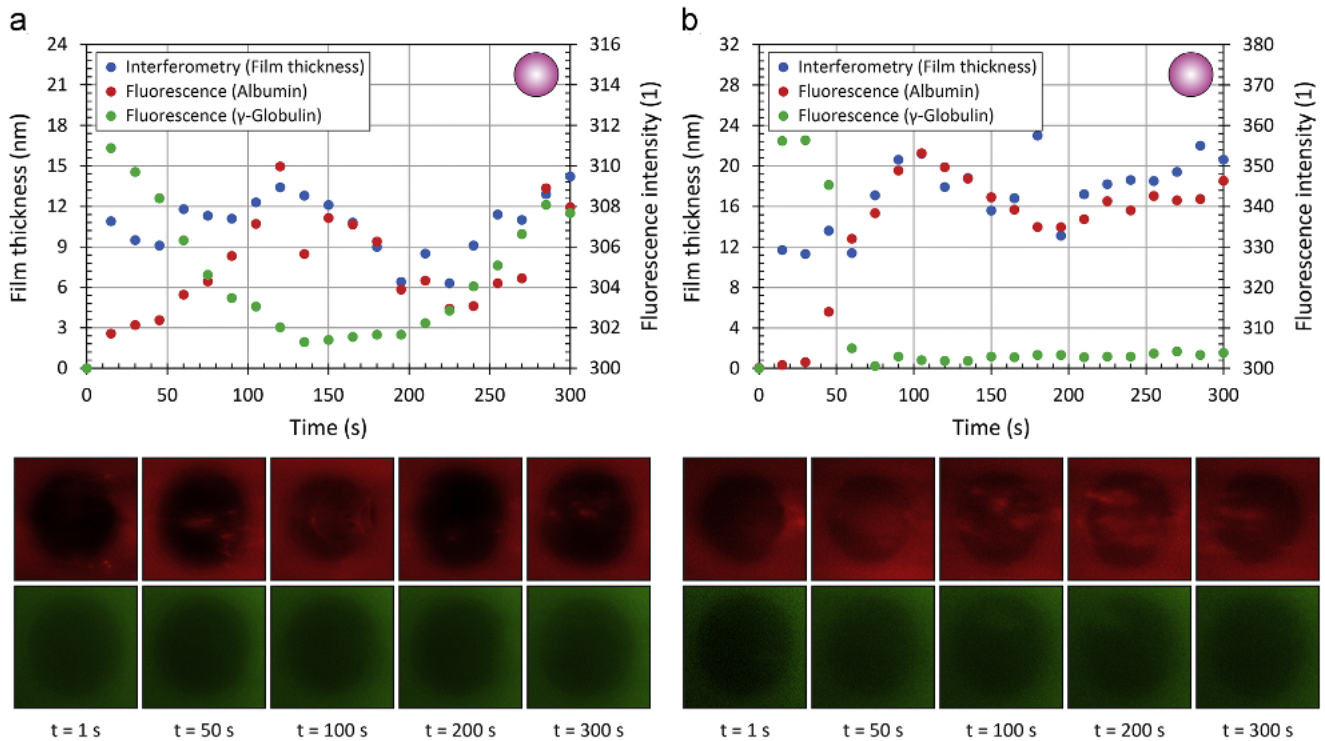 a
24
21
18
15
12
9
6
3
0
Film thickness (nm)
Interferometry (Film thickness)
Fluorescence (Albumin)
Fluorescence (γ-Globulin)
316
314
312
310
308
306
304
302
300
Fluorescence intensity (1)
0 50 100 150 200 250 300
Time (s)
b
32
28
24
20
16
12
8
4
0
Film thickness (nm)
Interferometry (Film thickness)
Fluorescence (Albumin)
Fluorescence (γ-Globulin)
380
370
360
350
340
330
320
310
300
Fluorescence intensity (1)
0 50 100 150 200 250 300
Time (s)
t = 1 s t = 50 s t = 100 s t = 200 s t = 300 s
t = 1 s t = 50 s t = 100 s t = 200 s t = 300 s